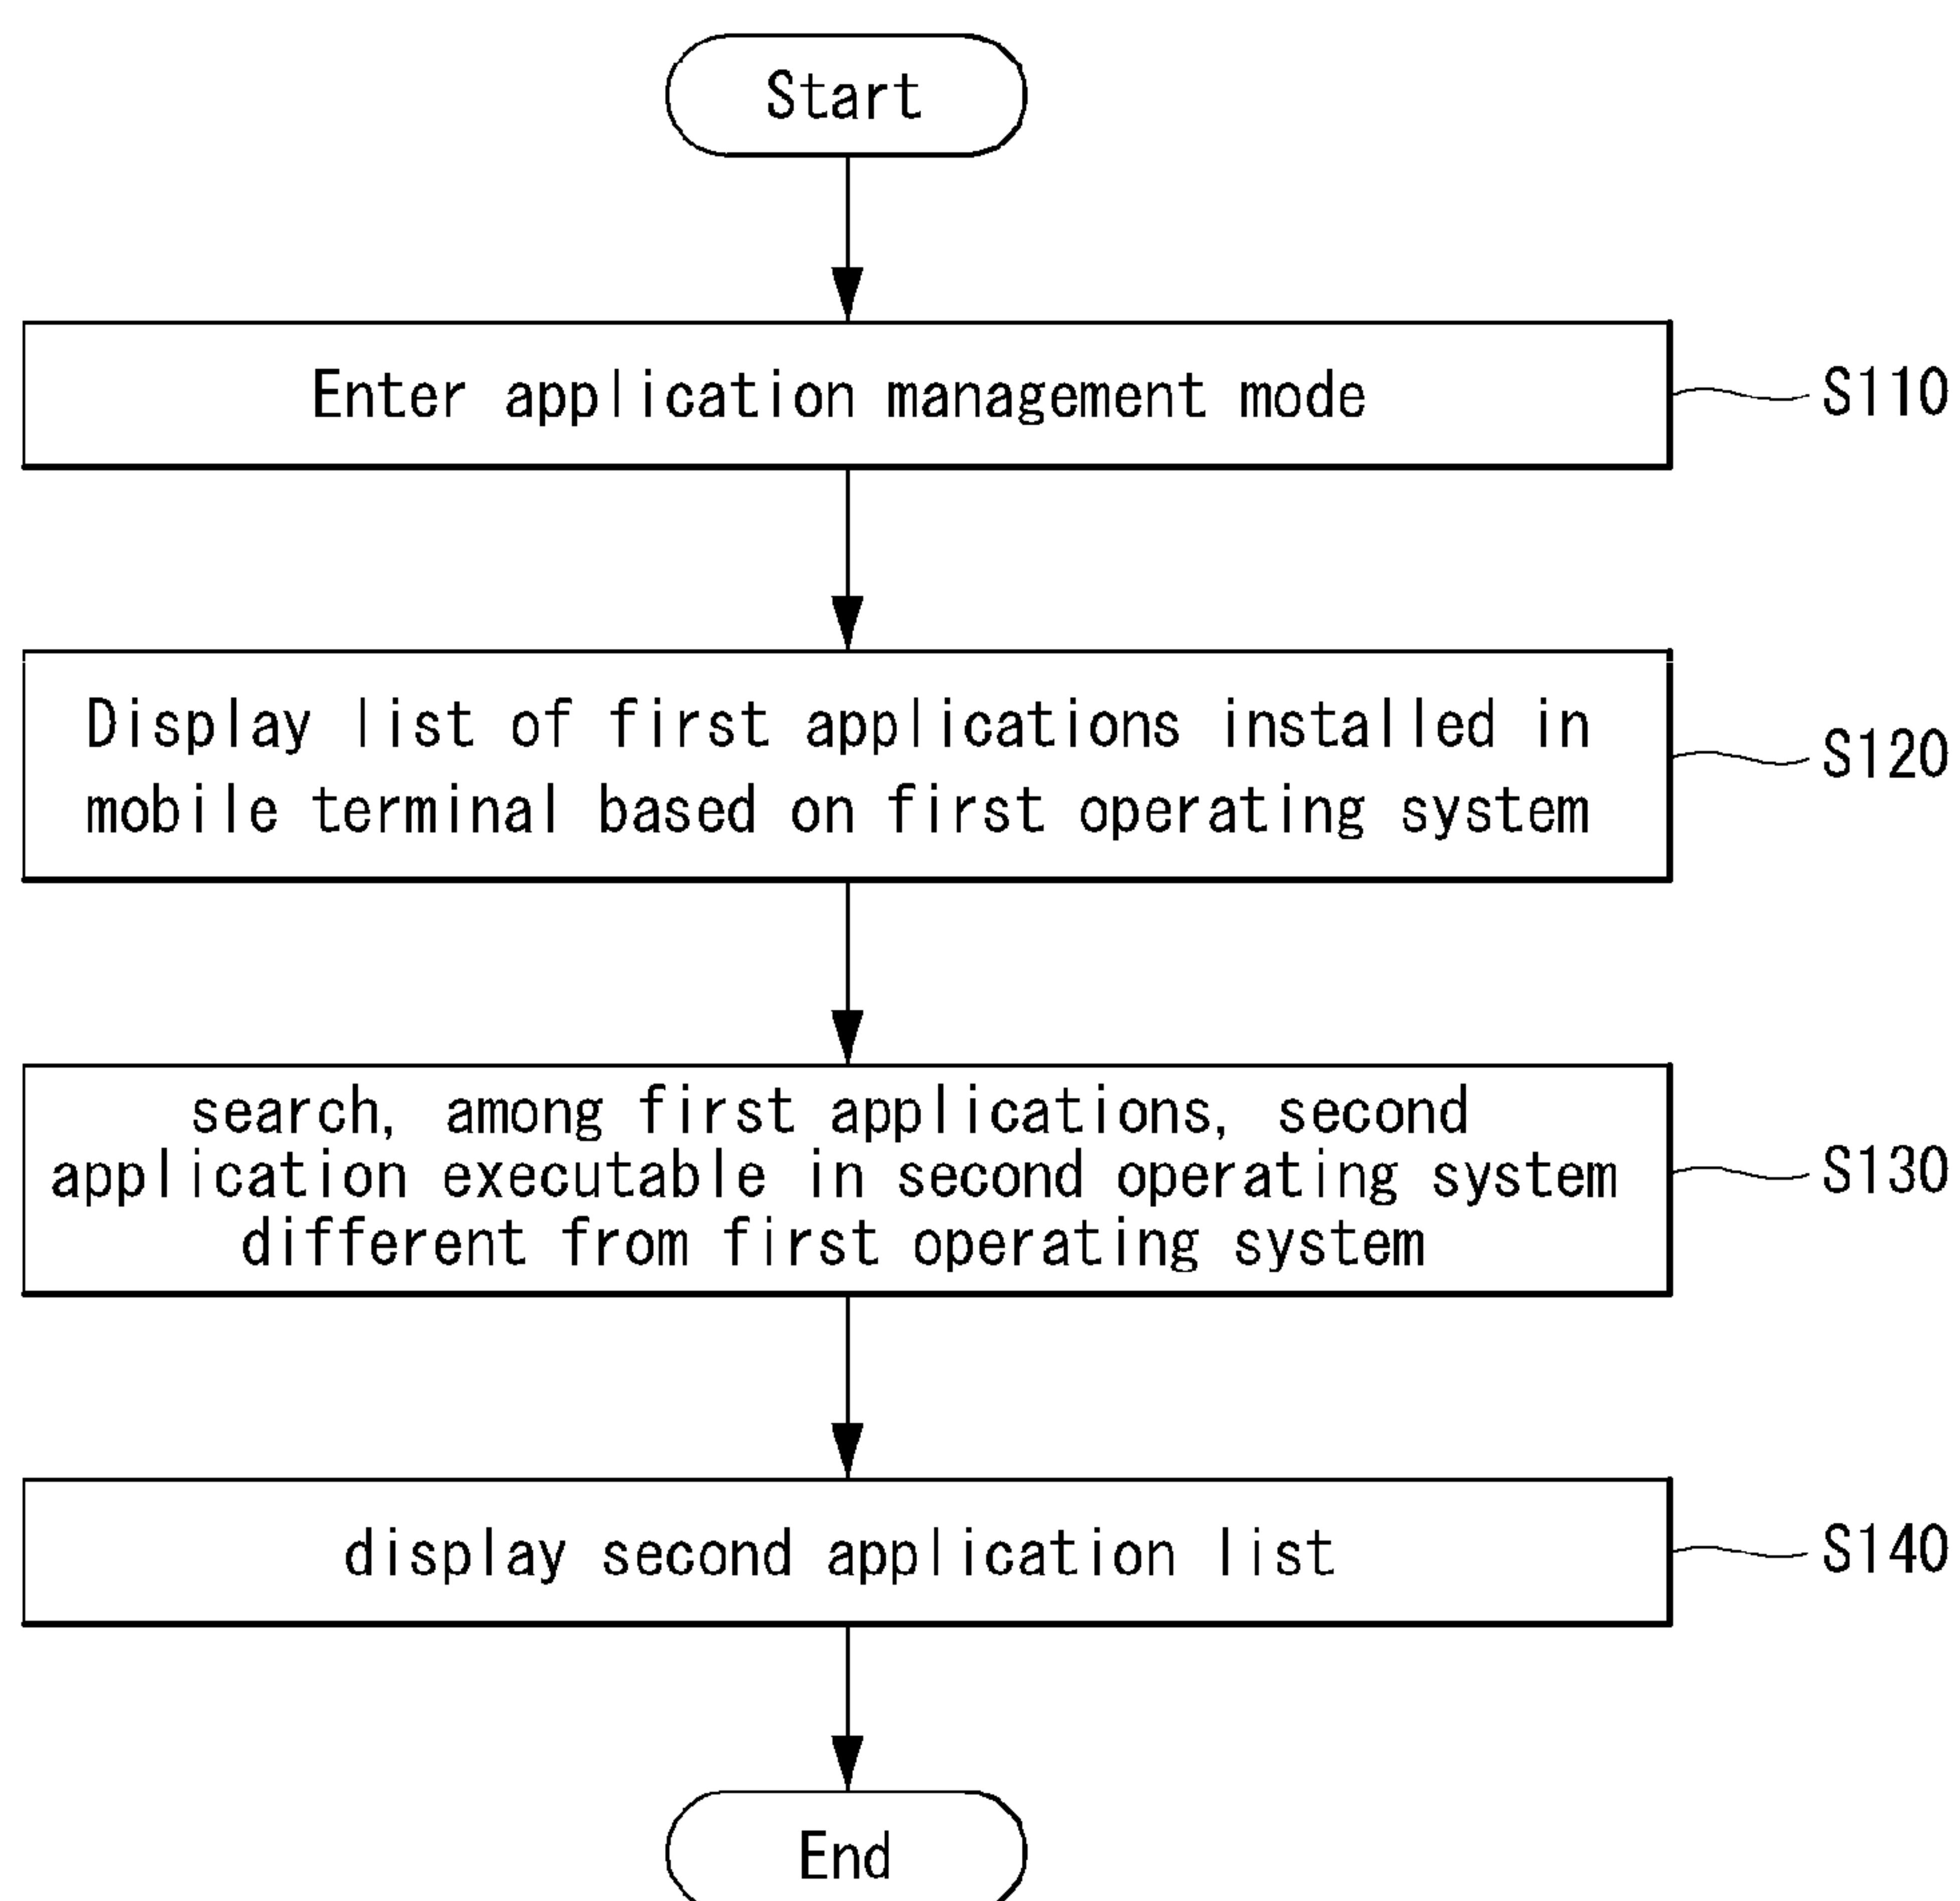 Start
Enter application management mode
S110
Display list of first applications installed in
mobile terminal based on first operating system
S120
search, among first applications, second
application executable in second operating system
different from first operating system
S130
display second application list
S140
End